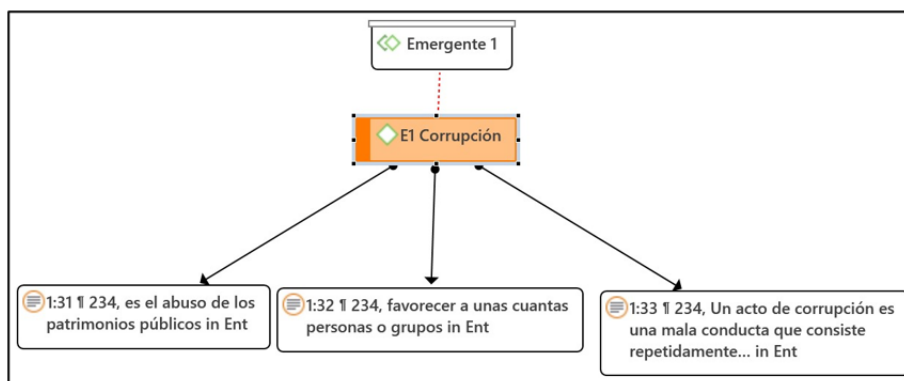 Emergente 1
E1 Corrupción
1:31 ¶ 234, es el abuso de los
patrimonios públicos in Ent
1:32 ¶ 234, favorecer a unas cuantas
personas o grupos in Ent
1:33 ¶ 234, Un acto de corrupción es
una mala conducta que consiste
repetidamente... in Ent